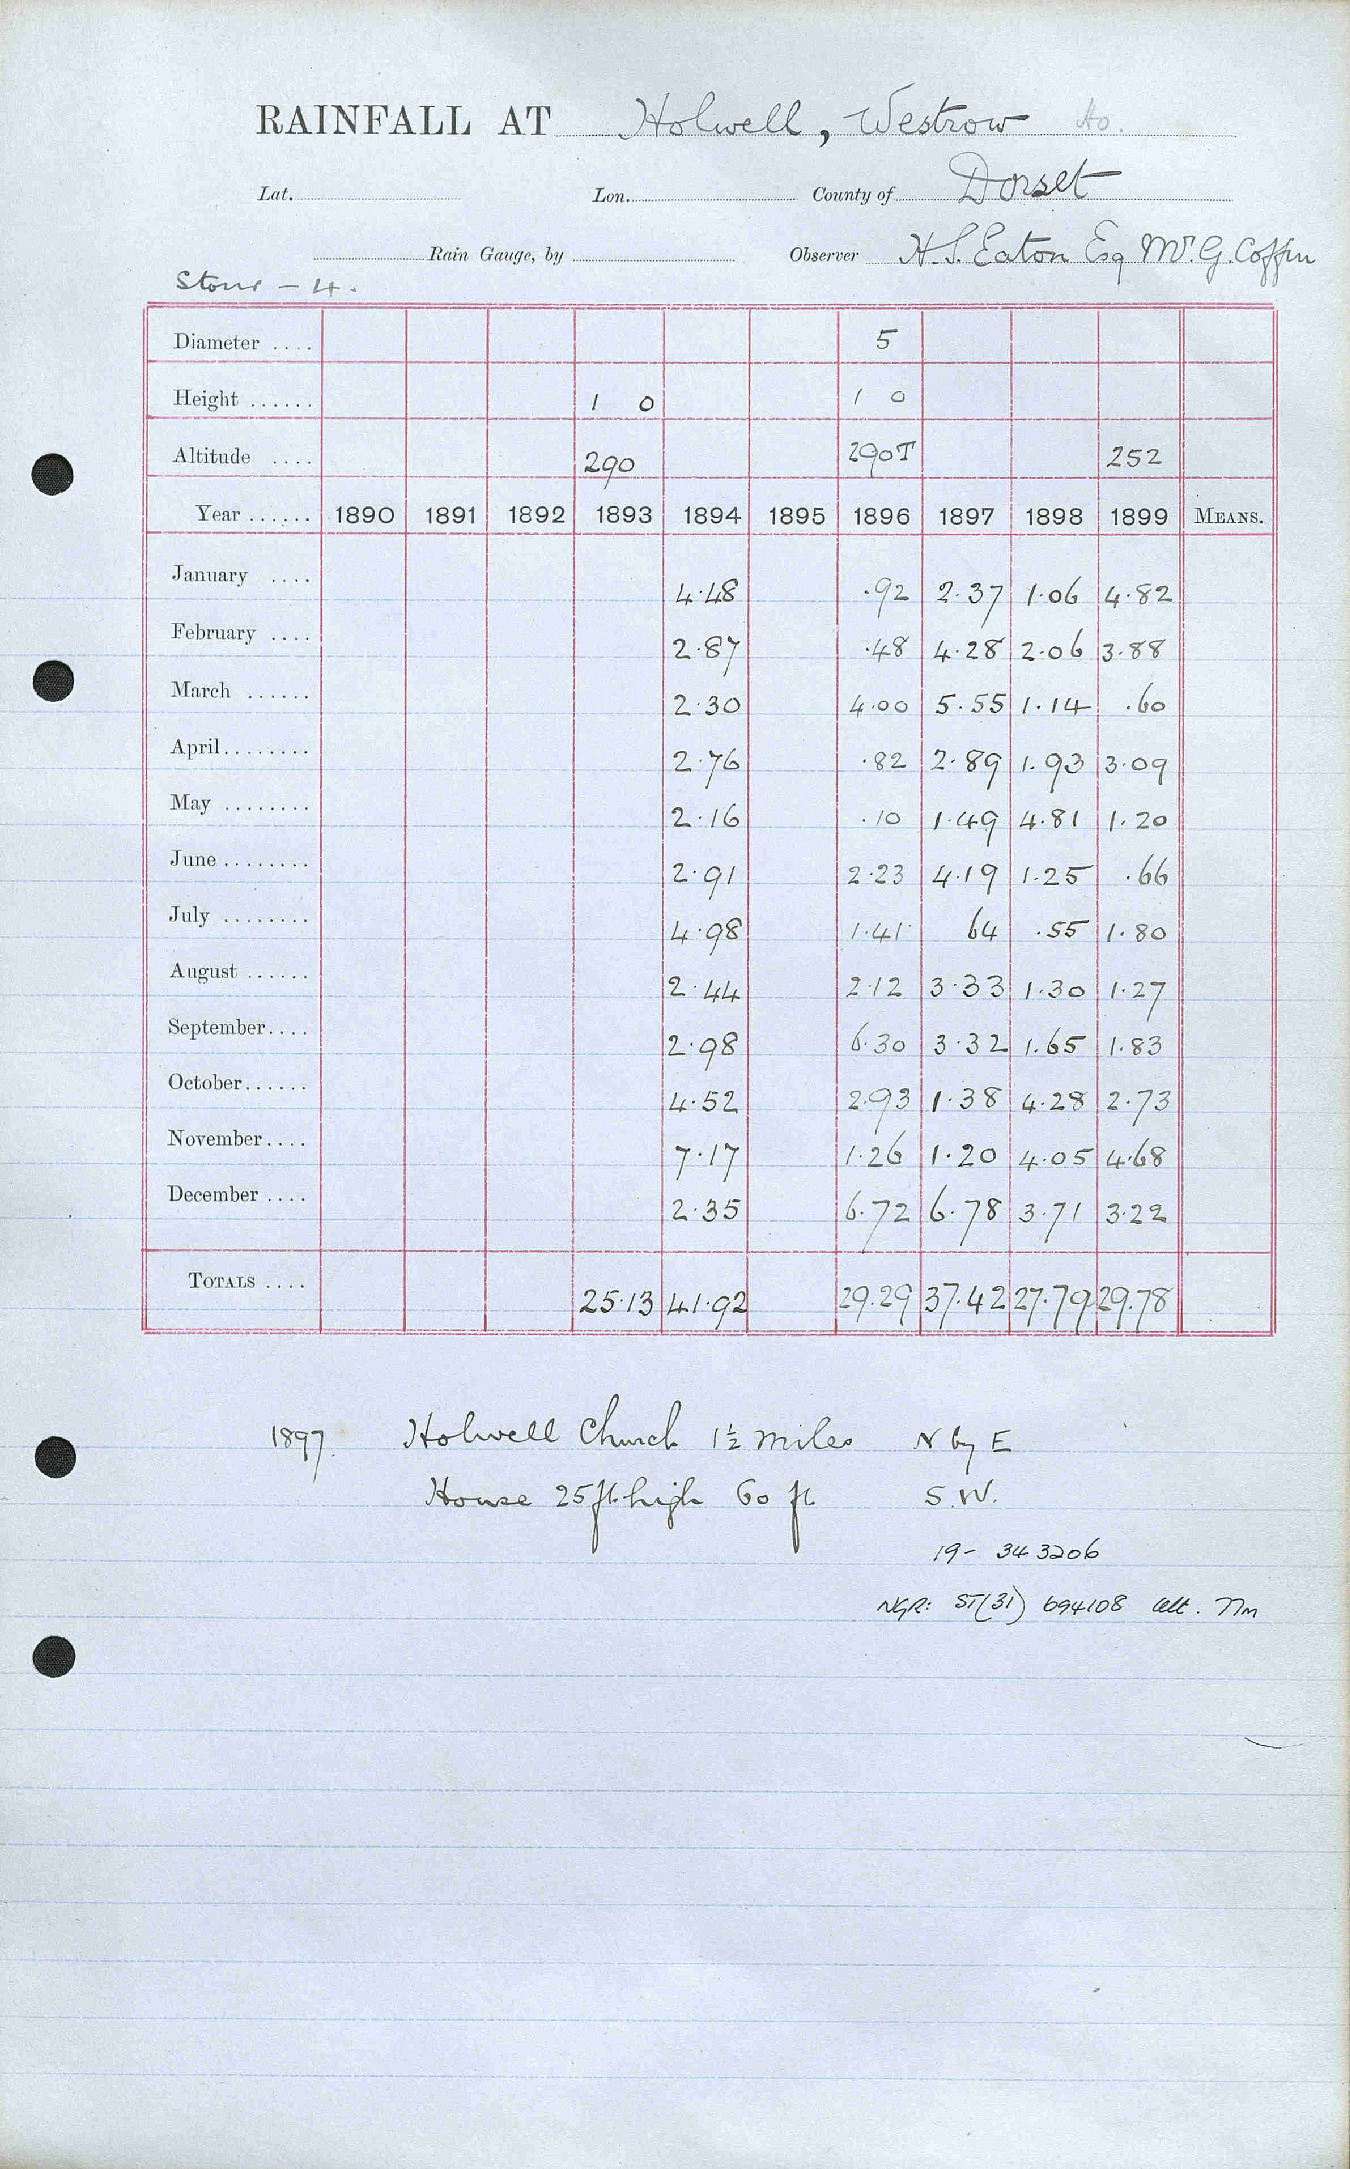 RAINFALL AT Holwell, Westrow Ho.
Lat. Lon. County of Dorset
Rain Gauge, by Observer H.S. Eaton Esq Mr. G. Coffin
Stour - 4.
Diameter .... 5
Height ...... 1 0 1 0
Altitude .... 290 290T 252
Year ...... 1890 1891 1892 1893 1894 1895 1896 1897 1898 1899 MEANS.
January .... 4.48 .92 2.37 1.06 4.82
February .... 2.87 .48 4.28 2.06 3.88
March ...... 2.30 4.00 5.55 1.14 .60
April ........ 2.76 .82 2.89 1.93 3.09
May ........ 2.16 .10 1.49 4.81 1.20
June ........ 2.91 2.23 4.19 1.25 .66
July ........ 4.98 1.41 64 .55 1.80
August ...... 2.44 2.12 3.33 1.30 1.27
September .... 2.98 6.30 3.32 1.65 1.83
October ...... 4.52 2.93 1.38 4.28 2.73
November .... 7.17 1.26 1.20 4.05 4.68
December .... 2.35 6.72 6.78 3.71 3.22
TOTALS .... 25.13 41.92 29.29 37.42 27.79 29.78
1897. Holwell Church 1½ miles N by E
House 25 ft. high 60 ft S.W.
19- 343206
NGR: ST(31) 694108 alt. 77m